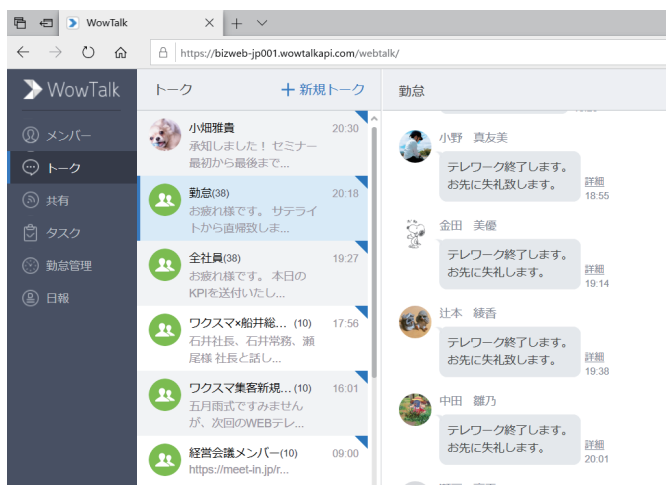 WowTalk
https://bizweb-jp001.wowtalkapi.com/webtalk/
WowTalk
メンバー
トーク
共有
タスク
勤怠管理
日報
トーク
新規トーク
小畑雅貴
20:30
承知しました！ セミナー
最初から最後まで...
勤怠(38)
20:18
お疲れ様です。 サテライ
トから直帰致しま...
全社員(38)
19:27
お疲れ様です。 本日の
KPIを送付いたし...
ワクスマ×船井総... (10)
17:56
石井社長、石井常務、瀬
尾様 社長と話し...
ワクスマ集客新規... (10)
16:01
五月雨式ですみません
が、次回のWEBテレ...
経営会議メンバー(10)
09:00
https://meet-in.jp/r...
勤怠
小野 真友美
テレワーク終了します。
お先に失礼致します。
詳細
18:55
金田 美優
テレワーク終了します。
お先に失礼します。
詳細
19:14
辻本 綾香
テレワーク終了します。
お先に失礼致します。
詳細
19:38
中田 雛乃
テレワーク終了します。
お先に失礼します。
詳細
20:01